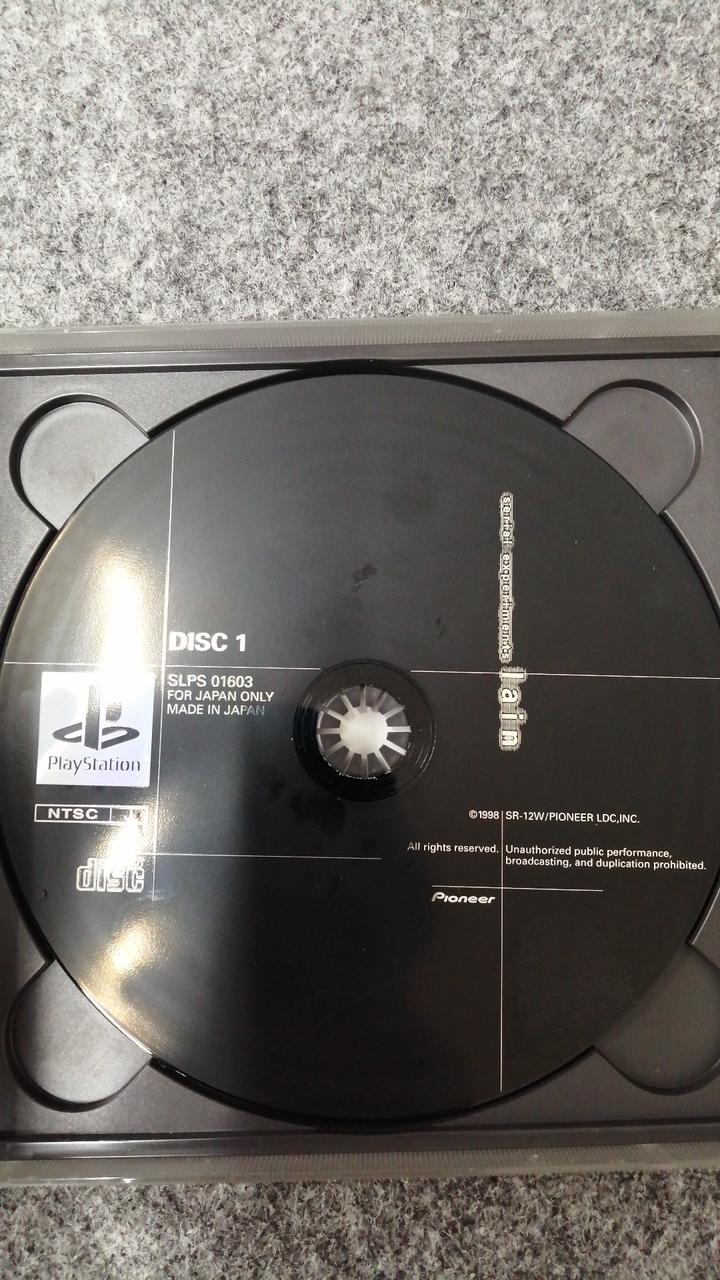 serial experiments
lain
DISC 1
SLPS 01603
FOR JAPAN ONLY
MADE IN JAPAN
PlayStation
NTSC J
disc
©1998 SR-12W/PIONEER LDC,INC.
All rights reserved. Unauthorized public performance,
broadcasting, and duplication prohibited.
Pioneer